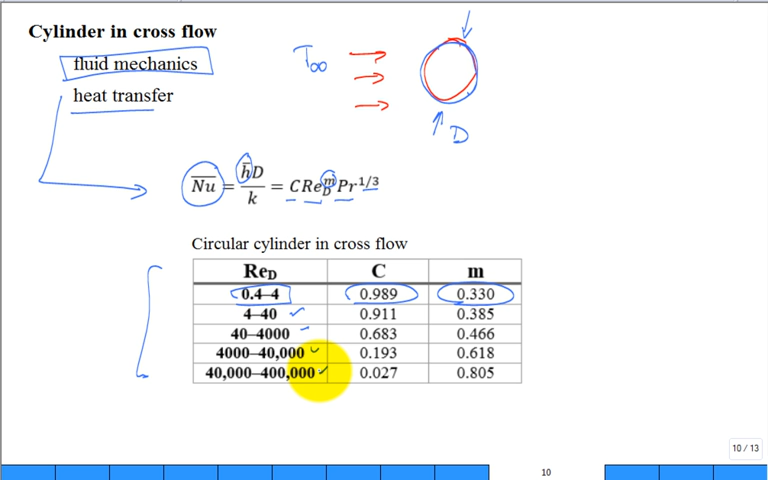 Cylinder in cross flow
fluid mechanics
heat transfer
T∞
D
Nu̅ = h̅D/k = CRe_D^m Pr^1/3
Circular cylinder in cross flow
Re_D C m
0.4–4 0.989 0.330
4–40 0.911 0.385
40–4000 0.683 0.466
4000–40,000 0.193 0.618
40,000–400,000 0.027 0.805
10 / 13
10